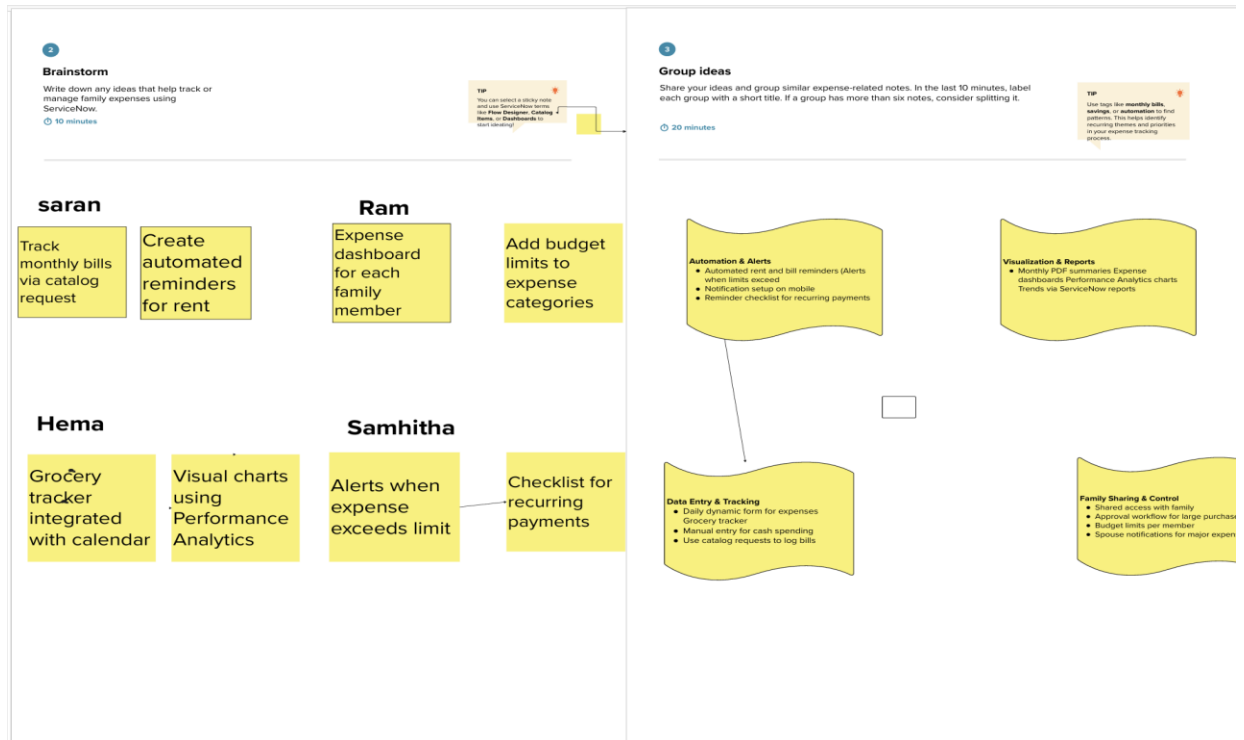 2
Brainstorm
Write down any ideas that help track or
manage family expenses using
ServiceNow.
10 minutes
TIP
You can select a sticky note
and use ServiceNow terms
like Flow Designer, Catalog
Items, or Dashboards to
start ideating!
saran
Track
monthly bills
via catalog
request
Create
automated
reminders
for rent
Ram
Expense
dashboard
for each
family
member
Add budget
limits to
expense
categories
Hema
Grocery
tracker
integrated
with calendar
Visual charts
using
Performance
Analytics
Samhitha
Alerts when
expense
exceeds limit
Checklist for
recurring
payments
3
Group ideas
Share your ideas and group similar expense-related notes. In the last 10 minutes, label
each group with a short title. If a group has more than six notes, consider splitting it.
20 minutes
TIP
Use tags like monthly bills,
savings, or automation to find
patterns. This helps identify
recurring themes and priorities
in your expense tracking
process.
Automation & Alerts
● Automated rent and bill reminders (Alerts
when limits exceed
● Notification setup on mobile
● Reminder checklist for recurring payments
Visualization & Reports
● Monthly PDF summaries Expense
dashboards Performance Analytics charts
Trends via ServiceNow reports
Data Entry & Tracking
● Daily dynamic form for expenses
Grocery tracker
● Manual entry for cash spending
● Use catalog requests to log bills
Family Sharing & Control
● Shared access with family
● Approval workflow for large purchase
● Budget limits per member
● Spouse notifications for major expen